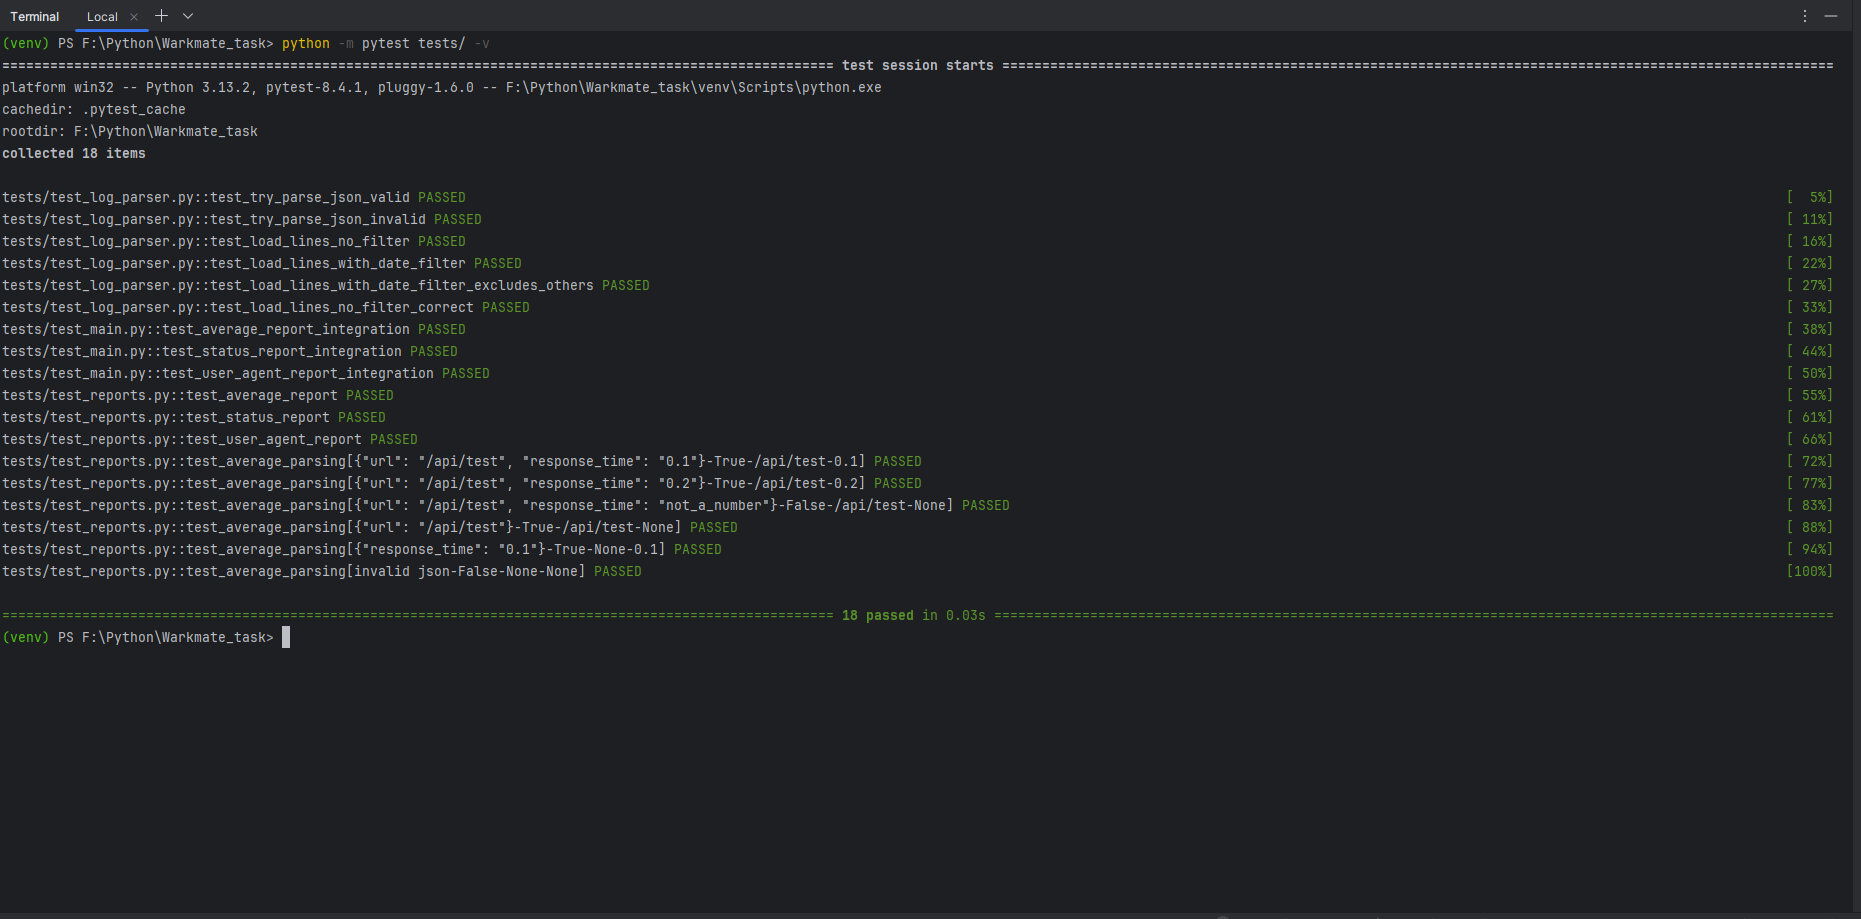 Terminal Local
(venv) PS F:\Python\Warkmate_task> python -m pytest tests/ -v
======================================================================================================== test session starts ========================================================================================================
platform win32 -- Python 3.13.2, pytest-8.4.1, pluggy-1.6.0 -- F:\Python\Warkmate_task\venv\Scripts\python.exe
cachedir: .pytest_cache
rootdir: F:\Python\Warkmate_task
collected 18 items
tests/test_log_parser.py::test_try_parse_json_valid PASSED [  5%]
tests/test_log_parser.py::test_try_parse_json_invalid PASSED [ 11%]
tests/test_log_parser.py::test_load_lines_no_filter PASSED [ 16%]
tests/test_log_parser.py::test_load_lines_with_date_filter PASSED [ 22%]
tests/test_log_parser.py::test_load_lines_with_date_filter_excludes_others PASSED [ 27%]
tests/test_log_parser.py::test_load_lines_no_filter_correct PASSED [ 33%]
tests/test_main.py::test_average_report_integration PASSED [ 38%]
tests/test_main.py::test_status_report_integration PASSED [ 44%]
tests/test_main.py::test_user_agent_report_integration PASSED [ 50%]
tests/test_reports.py::test_average_report PASSED [ 55%]
tests/test_reports.py::test_status_report PASSED [ 61%]
tests/test_reports.py::test_user_agent_report PASSED [ 66%]
tests/test_reports.py::test_average_parsing[{"url": "/api/test", "response_time": "0.1"}-True-/api/test-0.1] PASSED [ 72%]
tests/test_reports.py::test_average_parsing[{"url": "/api/test", "response_time": "0.2"}-True-/api/test-0.2] PASSED [ 77%]
tests/test_reports.py::test_average_parsing[{"url": "/api/test", "response_time": "not_a_number"}-False-/api/test-None] PASSED [ 83%]
tests/test_reports.py::test_average_parsing[{"url": "/api/test"}-True-/api/test-None] PASSED [ 88%]
tests/test_reports.py::test_average_parsing[{"response_time": "0.1"}-True-None-0.1] PASSED [ 94%]
tests/test_reports.py::test_average_parsing[invalid json-False-None-None] PASSED [100%]
======================================================================================================== 18 passed in 0.03s =========================================================================================================
(venv) PS F:\Python\Warkmate_task>